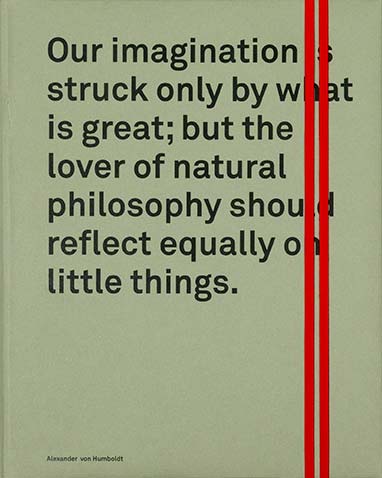 Our imagination is
struck only by what
is great; but the
lover of natural
philosophy should
reflect equally on
little things.
Alexander von Humboldt